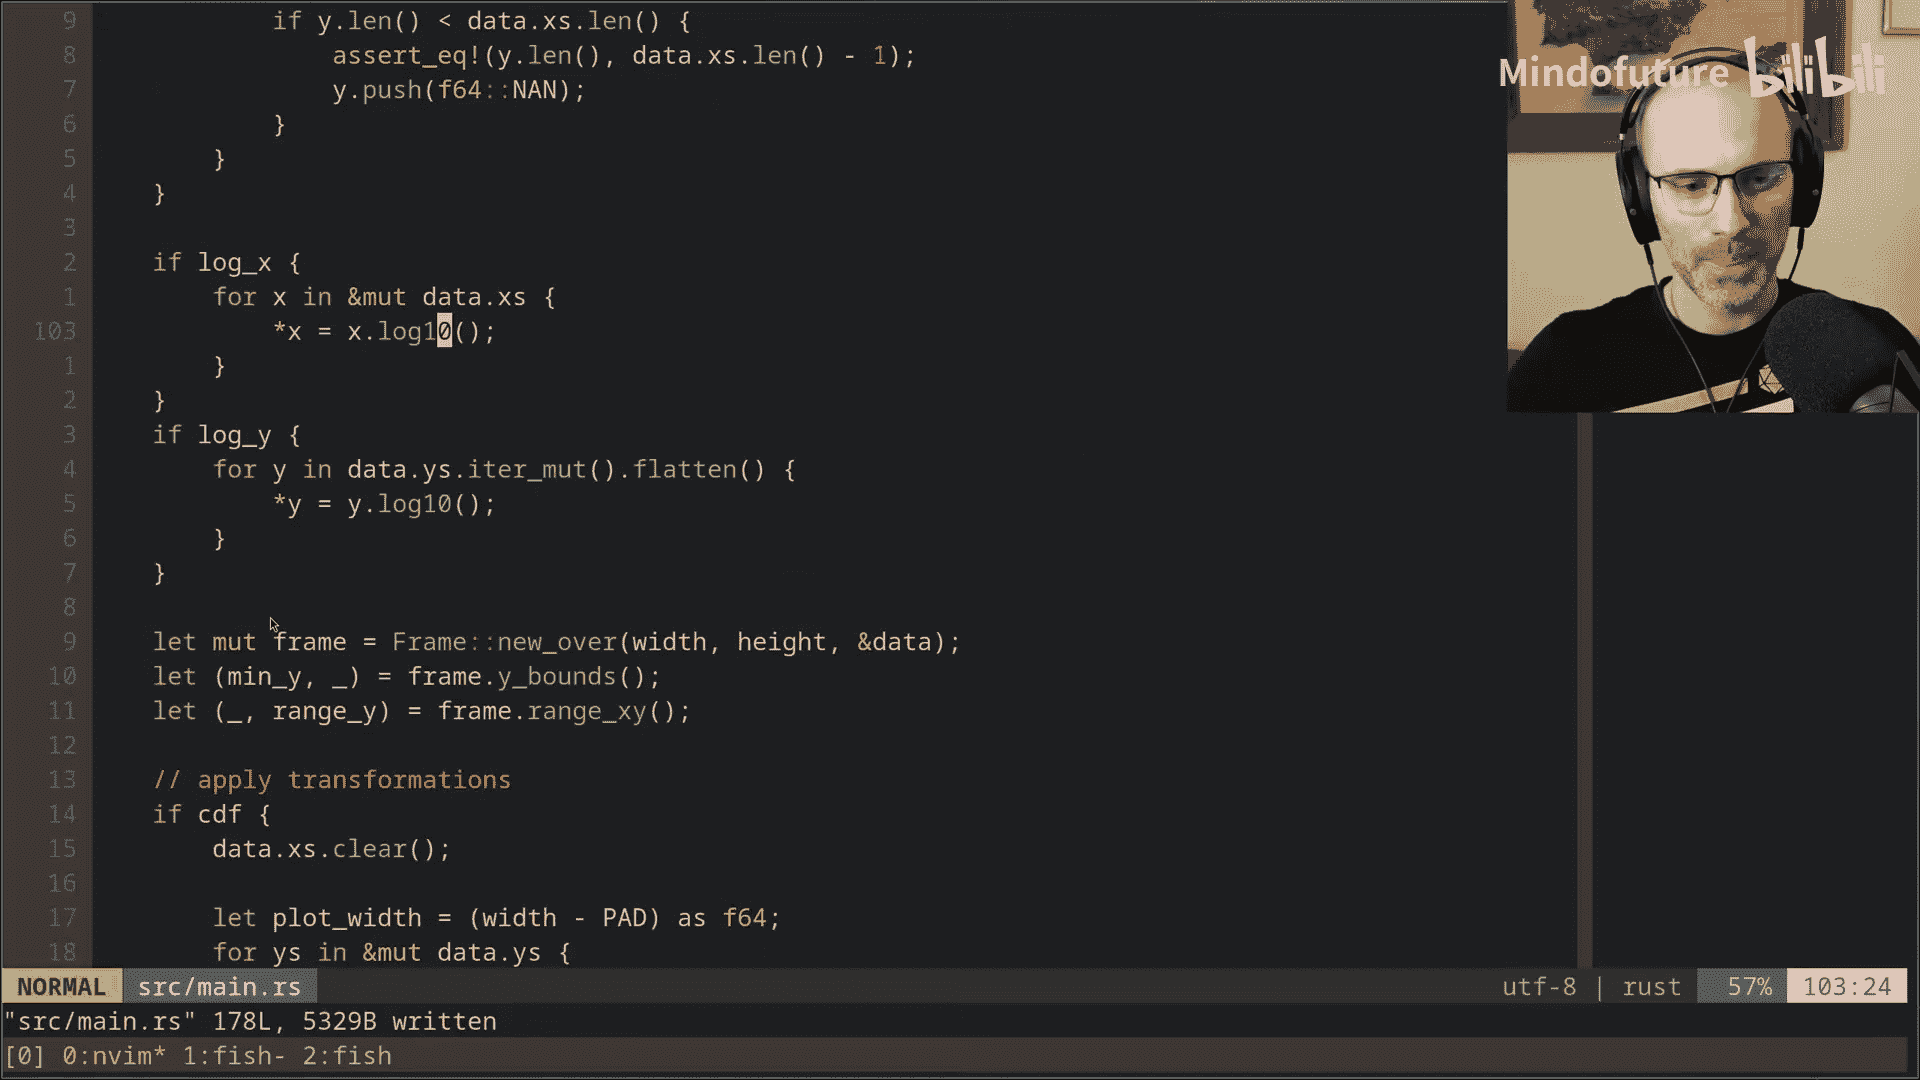 9 if y.len() < data.xs.len() {
8 assert_eq!(y.len(), data.xs.len() - 1);
7 y.push(f64::NAN);
6 }
5 }
4 }
3
2 if log_x {
1 for x in &mut data.xs {
103 *x = x.log10();
1 }
2 }
3 if log_y {
4 for y in data.ys.iter_mut().flatten() {
5 *y = y.log10();
6 }
7 }
8
9 let mut frame = Frame::new_over(width, height, &data);
10 let (min_y, _) = frame.y_bounds();
11 let (_, range_y) = frame.range_xy();
12
13 // apply transformations
14 if cdf {
15 data.xs.clear();
16
17 let plot_width = (width - PAD) as f64;
18 for ys in &mut data.ys {
NORMAL src/main.rs utf-8 | rust 57% 103:24
"src/main.rs" 178L, 5329B written
[0] 0:nvim* 1:fish- 2:fish
Mindofuture bilibili